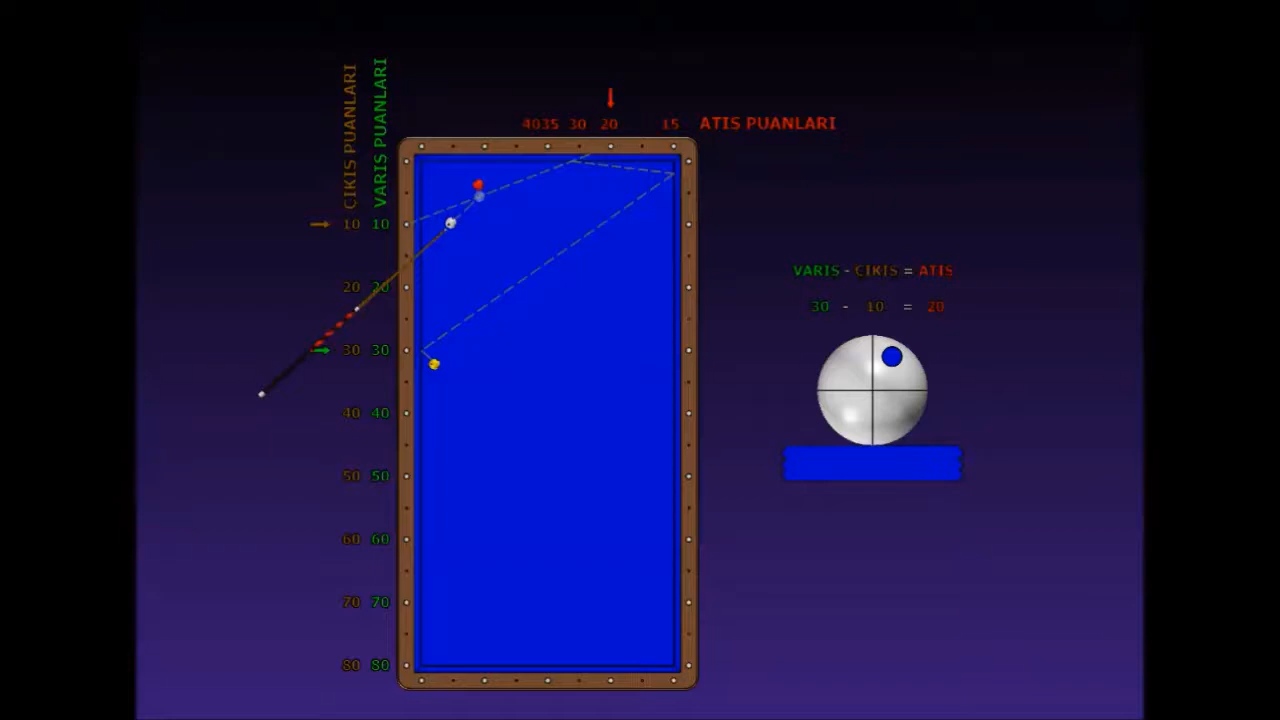 ÇIKIŞ PUANLARI
VARIS PUANLARI
4035 30 20 15 ATIS PUANLARI
10 10
20 20
30 30
40 40
50 50
60 60
70 70
80 80
VARIS - CIKIS = ATIS
30 - 10 = 20